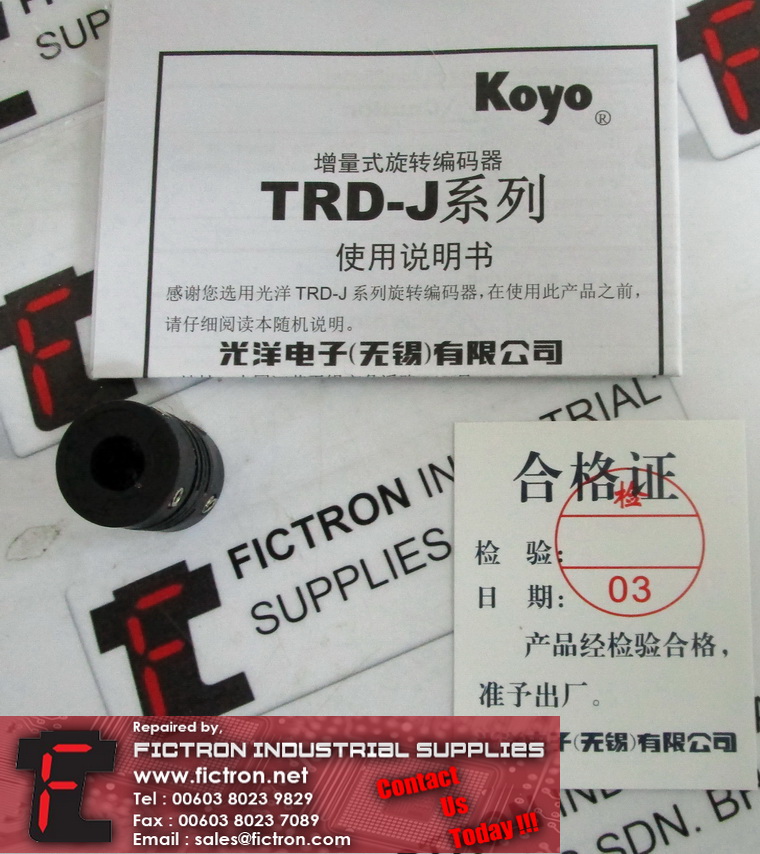 SUP
Koyo
®
增量式旋转编码器
TRD-J系列
使用说明书
感谢您选用光洋 TRD-J 系列旋转编码器,在使用此产品之前,
请仔细阅读本随机说明。
光洋电子(无锡)有限公司
TRIAL
FICTRON IN
SUPPLIES
合格证
检
检 验:
日 期:
03
产品经检验合格,
准予出厂。
子(无锡)有限公司
SDN. BH
Repaired by,
FICTRON INDUSTRIAL SUPPLIES
www.fictron.net
Tel : 00603 8023 9829
Fax : 00603 8023 7089
Email : sales@fictron.com
Contact
Us
Today !!!